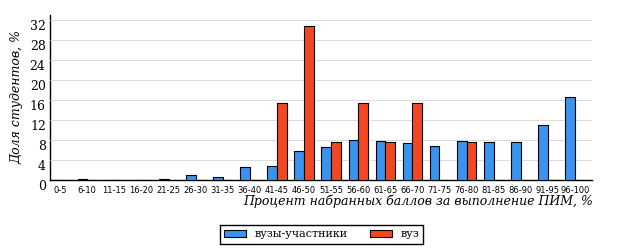 Доля студентов, %
32
28
24
20
16
12
8
4
0
0-5 6-10 11-15 16-20 21-25 26-30 31-35 36-40 41-45 46-50 51-55 56-60 61-65 66-70 71-75 76-80 81-85 86-90 91-95 96-100
Процент набранных баллов за выполнение ПИМ, %
вузы-участники вуз